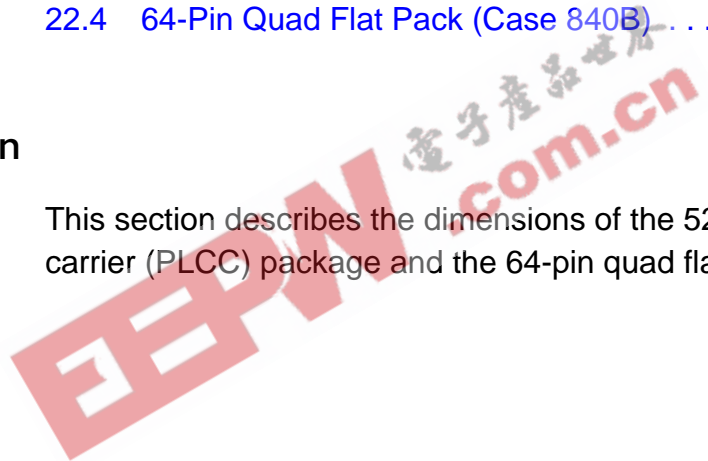 22.4 64-Pin Quad Flat Pack (Case 840B) . . .
n
This section describes the dimensions of the 52
carrier (PLCC) package and the 64-pin quad fla
EEPW .com.cn
電子產品世界